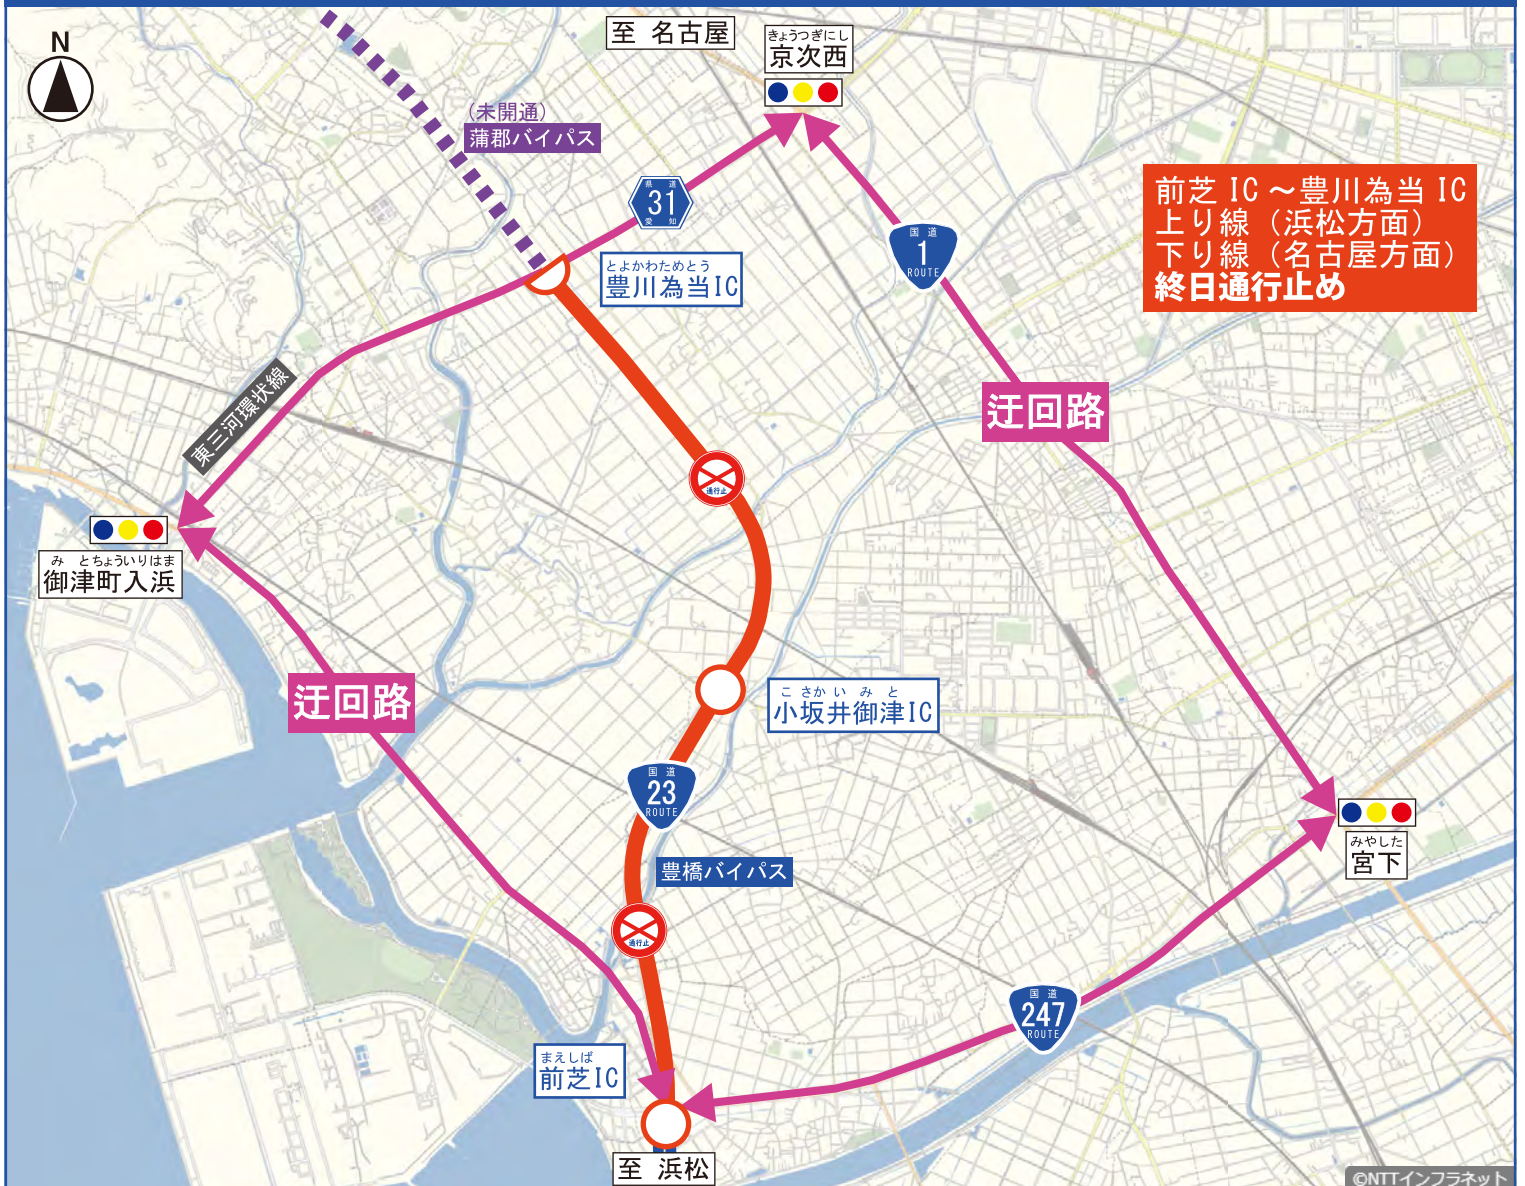 N
至 名古屋
きょうつぎにし
京次西
(未開通)
蒲郡バイパス
県 道
31
愛 知
国 道
1
ROUTE
前芝 IC ～豊川為当 IC
上り線（浜松方面）
下り線（名古屋方面）
終日通行止め
とよかわためとう
豊川為当IC
東三河環状線
迂回路
通行止
み とちょういりはま
御津町入浜
迂回路
こ さか い み と
小坂井御津IC
国 道
23
ROUTE
豊橋バイパス
みやした
宮下
通行止
国 道
247
ROUTE
まえしば
前芝IC
至 浜松
©NTTインフラネット